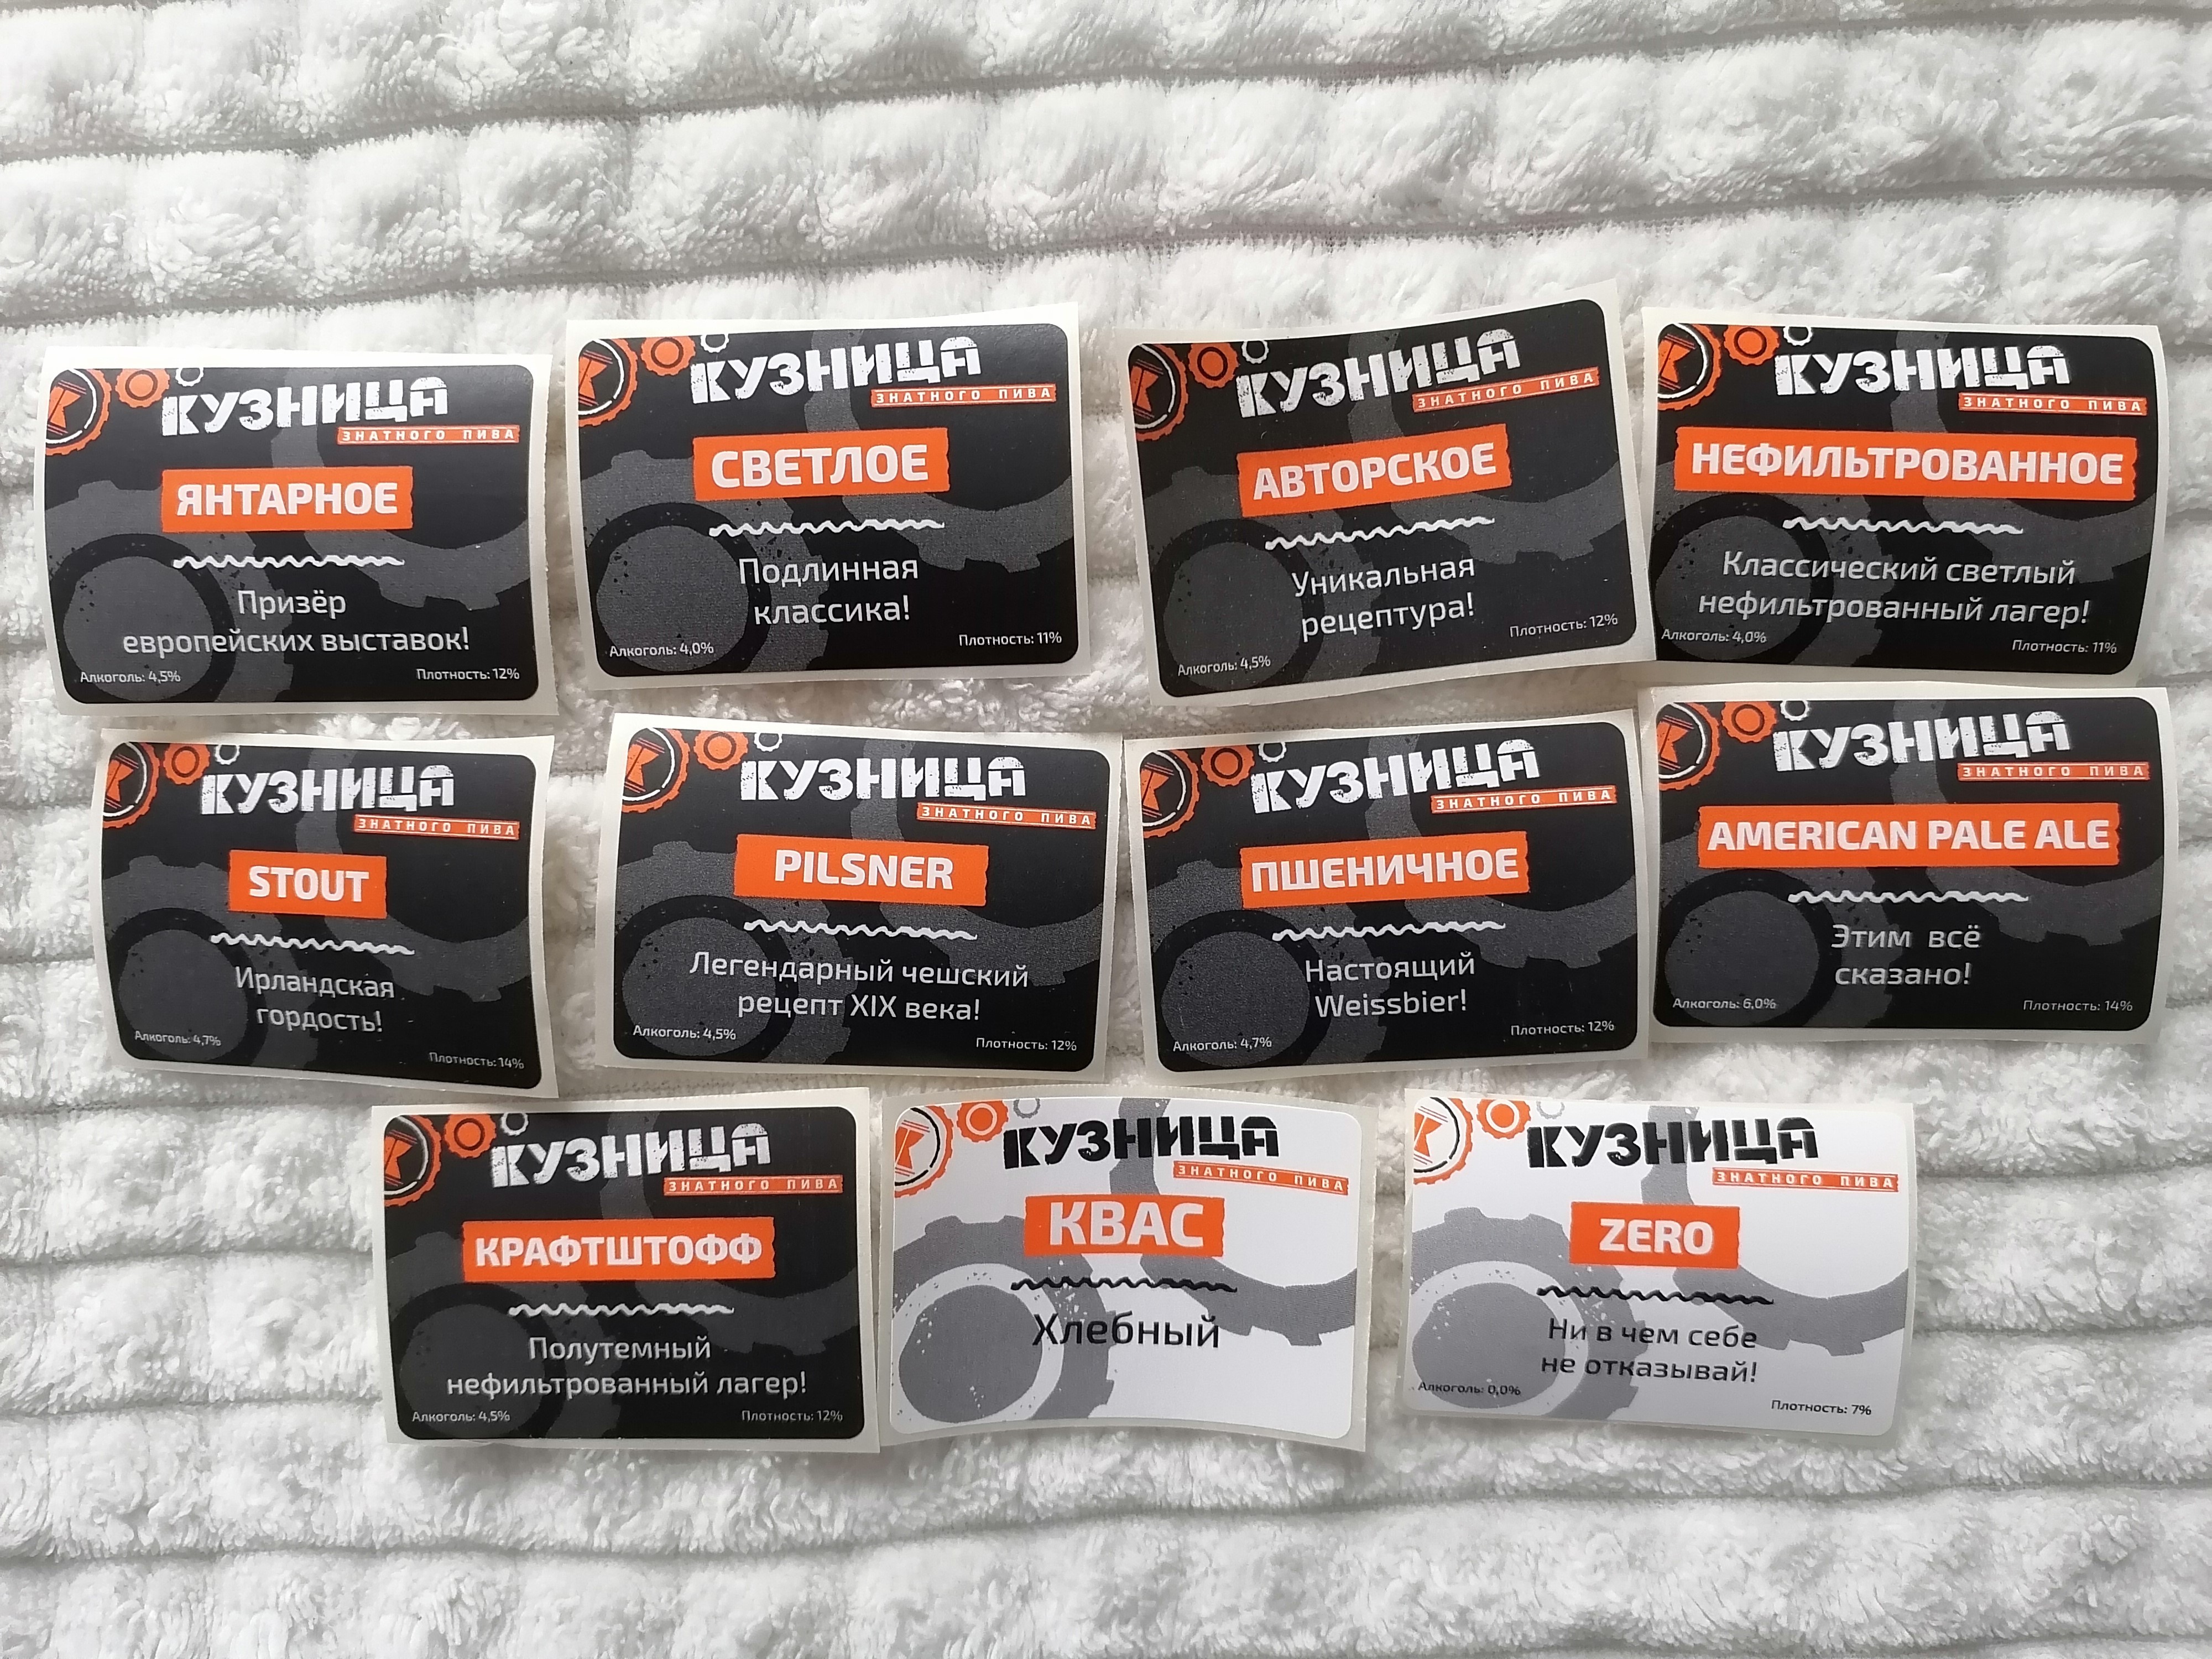 КУЗНИЦА
ЗНАТНОГО ПИВА
ЯНТАРНОЕ
Призёр
европейских выставок!
Алкоголь: 4,5%
Плотность: 12%
КУЗНИЦА
ЗНАТНОГО ПИВА
СВЕТЛОЕ
Подлинная
классика!
Алкоголь: 4,0%
Плотность: 11%
КУЗНИЦА
ЗНАТНОГО ПИВА
АВТОРСКОЕ
Уникальная
рецептура!
Алкоголь: 4,5%
Плотность: 12%
КУЗНИЦА
ЗНАТНОГО ПИВА
НЕФИЛЬТРОВАННОЕ
Классический светлый
нефильтрованный лагер!
Алкоголь: 4,0%
Плотность: 11%
КУЗНИЦА
ЗНАТНОГО ПИВА
STOUT
Ирландская
гордость!
Алкоголь: 4,7%
Плотность: 14%
КУЗНИЦА
ЗНАТНОГО ПИВА
PILSNER
Легендарный чешский
рецепт XIX века!
Алкоголь: 4,5%
Плотность: 12%
КУЗНИЦА
ЗНАТНОГО ПИВА
ПШЕНИЧНОЕ
Настоящий
Weissbier!
Алкоголь: 4,7%
Плотность: 12%
КУЗНИЦА
ЗНАТНОГО ПИВА
AMERICAN PALE ALE
Этим всё
сказано!
Алкоголь: 6,0%
Плотность: 14%
КУЗНИЦА
ЗНАТНОГО ПИВА
КРАФТШТОФФ
Полутемный
нефильтрованный лагер!
Алкоголь: 4,5%
Плотность: 12%
КУЗНИЦА
ЗНАТНОГО ПИВА
КВАС
Хлебный
КУЗНИЦА
ЗНАТНОГО ПИВА
ZERO
Ни в чем себе
не отказывай!
Алкоголь: 0,0%
Плотность: 7%